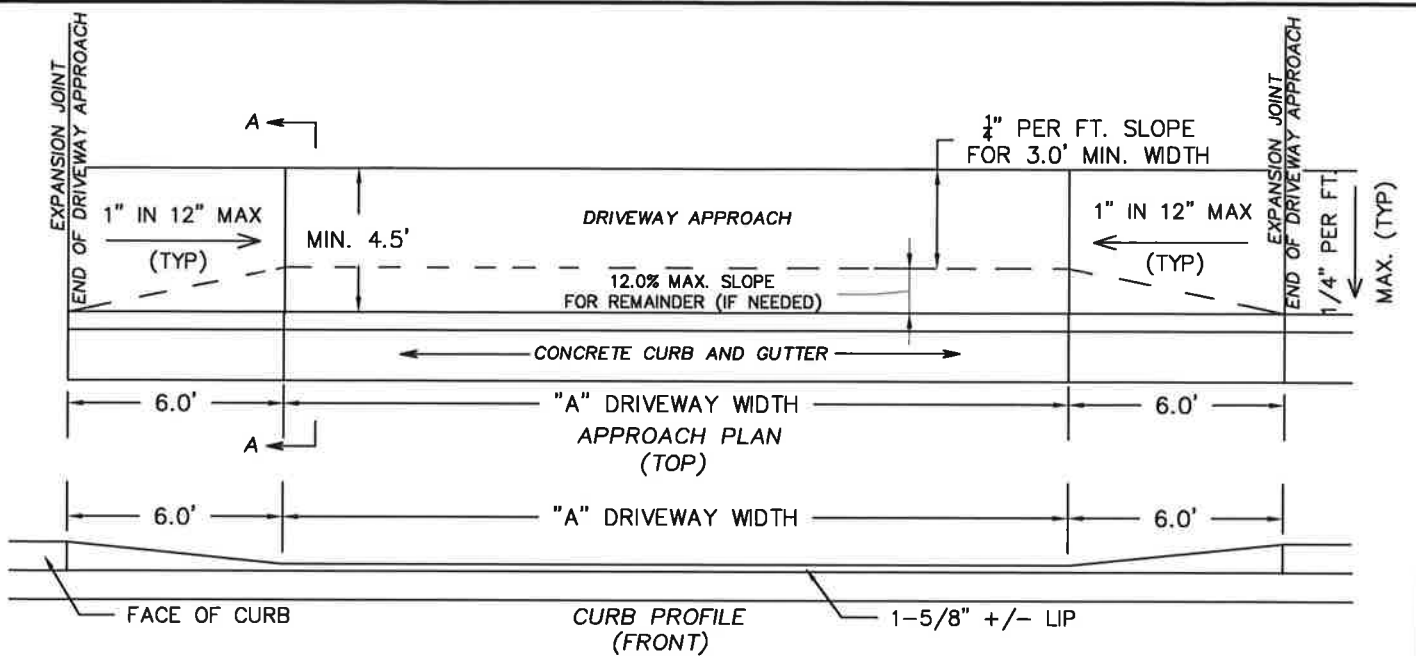 EXPANSION JOINT
END OF DRIVEWAY APPROACH
A
1" IN 12" MAX
(TYP)
MIN. 4.5'
DRIVEWAY APPROACH
12.0% MAX. SLOPE
FOR REMAINDER (IF NEEDED)
PER FT. SLOPE
FOR 3.0' MIN. WIDTH
1" IN 12" MAX
(TYP)
EXPANSION JOINT
END OF DRIVEWAY APPROACH
1/4" PER FT.
MAX. (TYP)
CONCRETE CURB AND GUTTER
6.0'
"A" DRIVEWAY WIDTH
6.0'
A
APPROACH PLAN
(TOP)
6.0'
"A" DRIVEWAY WIDTH
6.0'
FACE OF CURB
CURB PROFILE
(FRONT)
1-5/8" +/- LIP